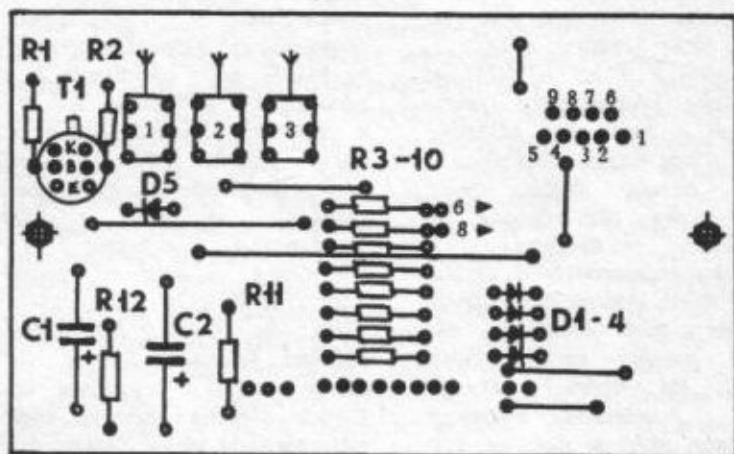 R1 R2
T1
K
B
E
1 2 3
D5
R3-10
6
8
9 8 7 6
5 4 3 2 1
C1
+
R12
C2
+
R11
D1-4